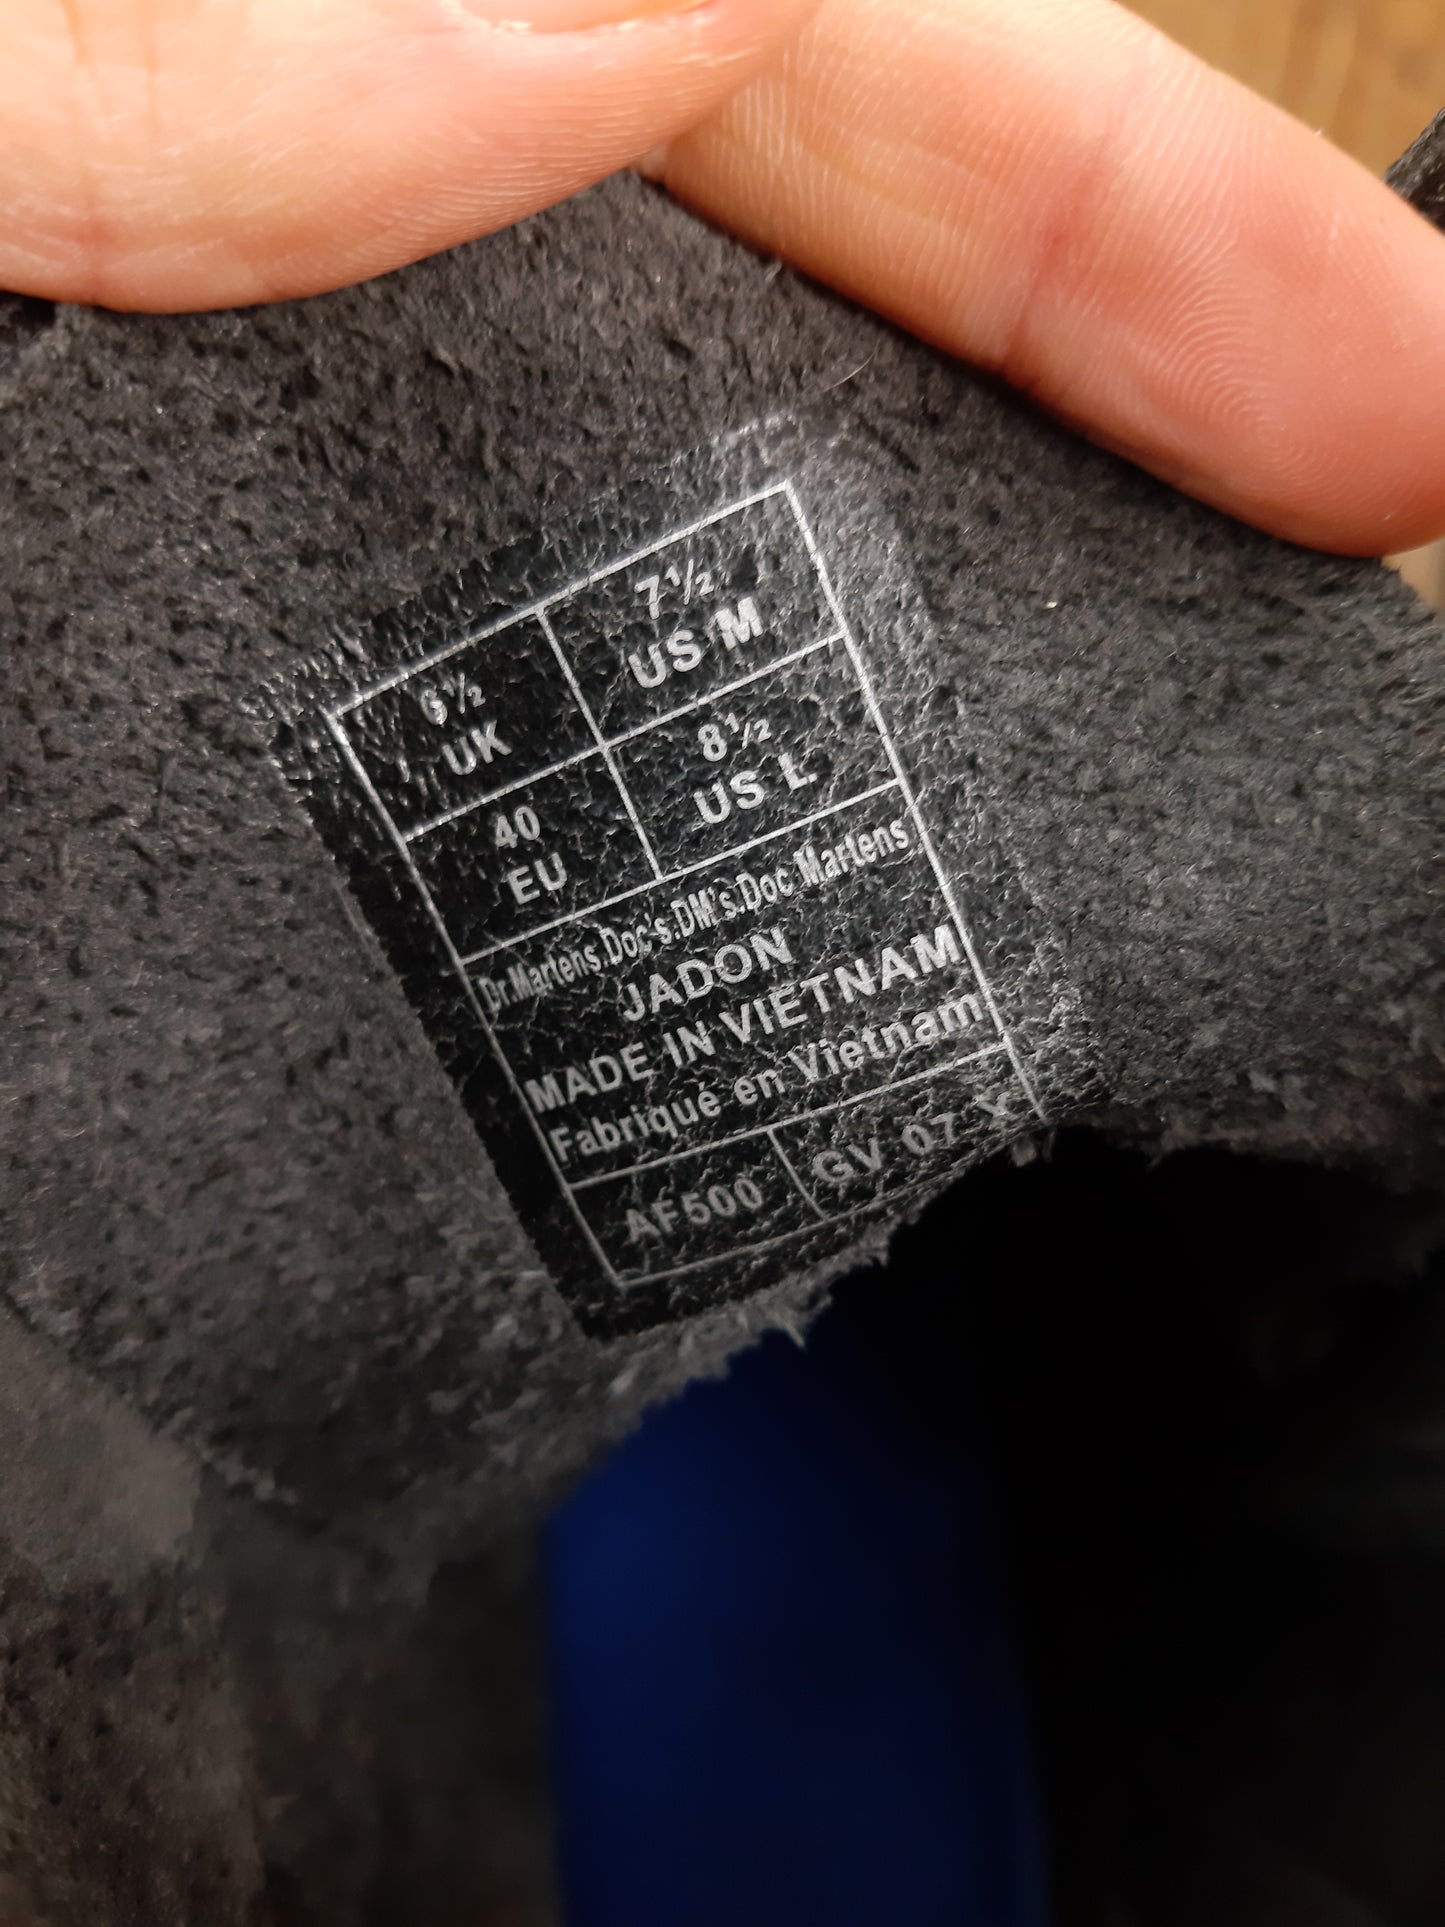 6½
UK
7½
US M
40
EU
8½
US L
Dr.Martens.Doc's.DM's.Doc Martens
JADON
MADE IN VIETNAM
Fabriqué en Vietnam
AF500
GV 07 X